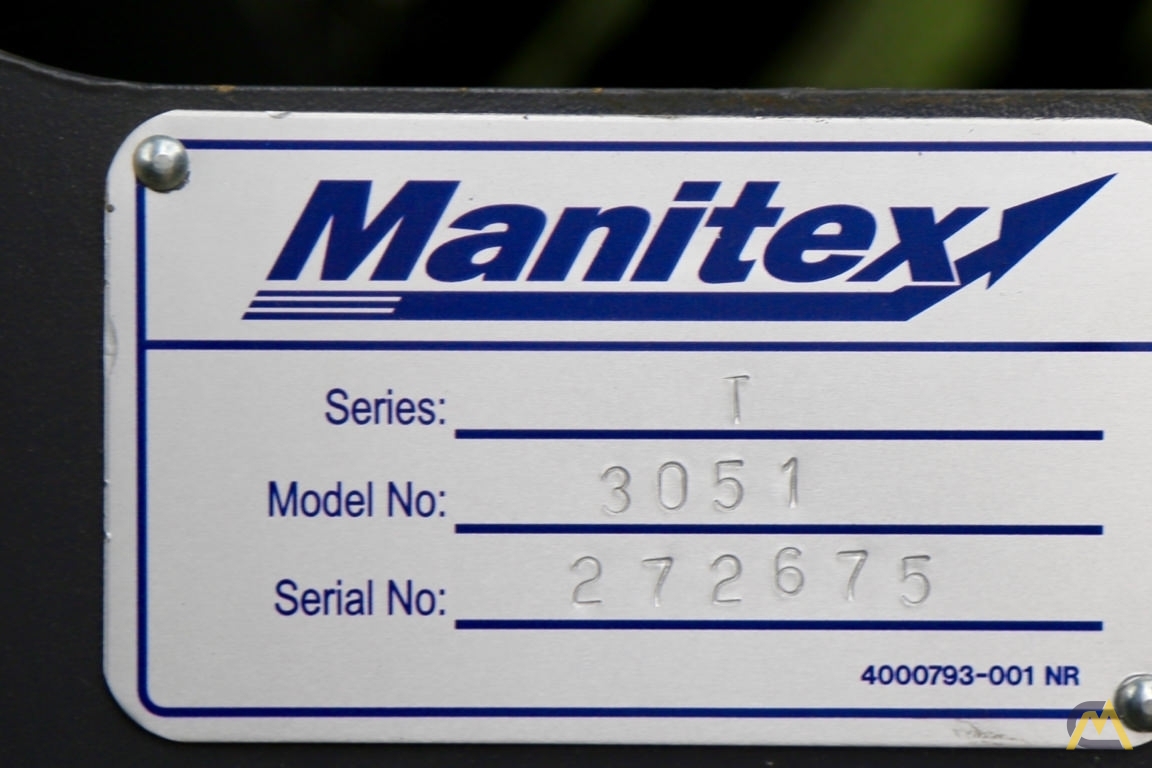 Manitex
Series: T
Model No: 3051
Serial No: 272675
4000793-001 NR